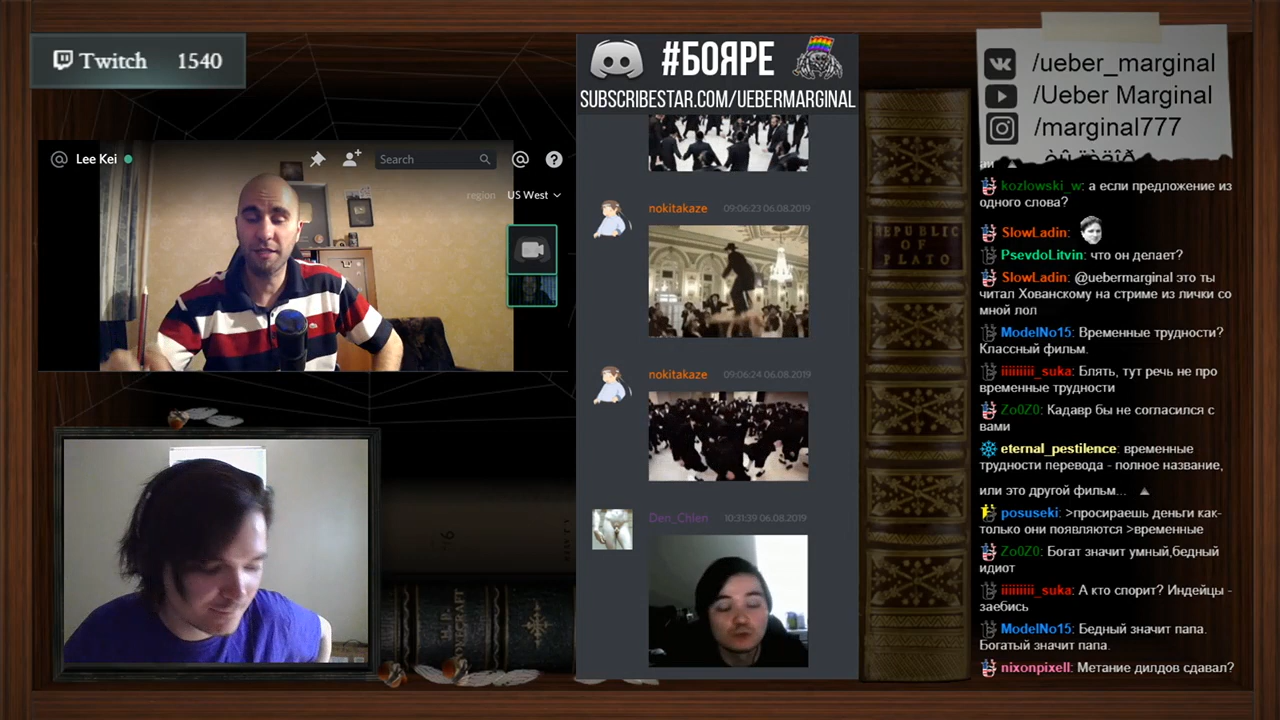 Twitch 1540
@ Lee Kei
Search
region US West
#БОЯРЕ
SUBSCRIBESTAR.COM/UEBERMARGINAL
nokitakaze 09:06:23 06.08.2019
nokitakaze 09:06:24 06.08.2019
Den_Chlen 10:31:39 06.08.2019
REPUBLIC
OF
PLATO
/ueber_marginal
/Ueber Marginal
/marginal777
kozlowski_w: а если предложение из
одного слова?
SlowLadin:
PsevdoLitvin: что он делает?
SlowLadin: @uebermarginal это ты
читал Хованскому на стриме из лички со
мной лол
ModelNo15: Временные трудности?
Классный фильм.
iiiiiiiii_suka: Блять, тут речь не про
временные трудности
Zo0Z0: Кадавр бы не согласился с
вами
eternal_pestilence: временные
трудности перевода - полное название,
или это другой фильм...
posuseki: >просираешь деньги как-
только они появляются >временные
Zo0Z0: Богат значит умный,бедный
идиот
iiiiiiiii_suka: А кто спорит? Индейцы -
заебись
ModelNo15: Бедный значит папа.
Богатый значит папа.
nixonpixell: Метание дилдов сдавал?